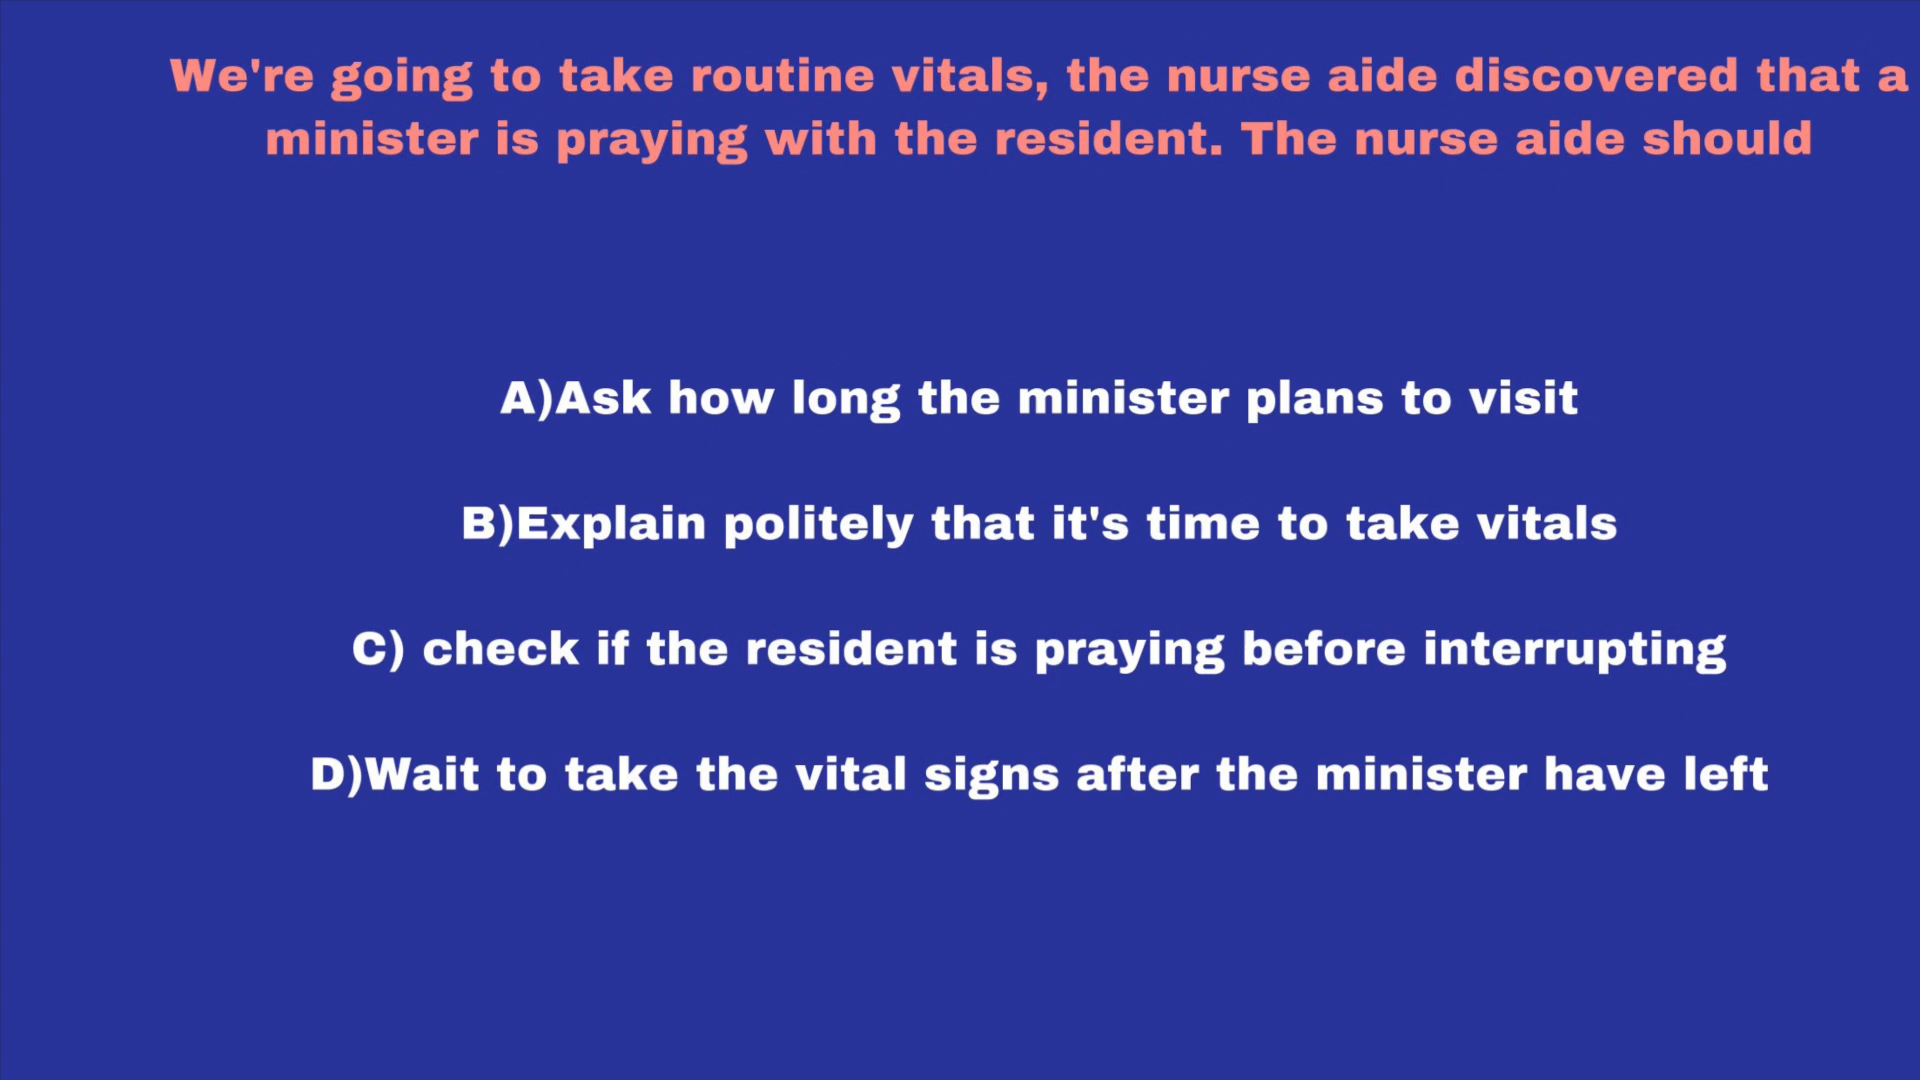 We're going to take routine vitals, the nurse aide discovered that a
minister is praying with the resident. The nurse aide should
A)Ask how long the minister plans to visit
B)Explain politely that it's time to take vitals
C) check if the resident is praying before interrupting
D)Wait to take the vital signs after the minister have left